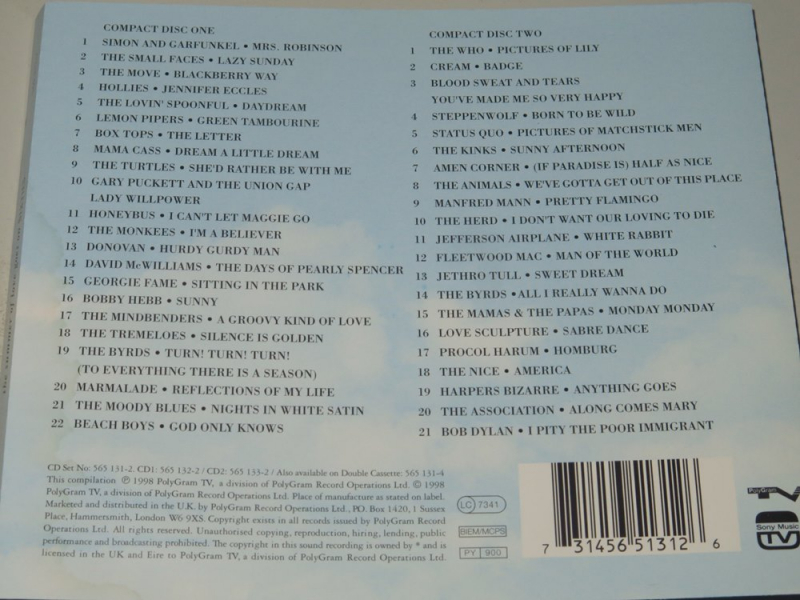 COMPACT DISC ONE
1 SIMON AND GARFUNKEL • MRS. ROBINSON
2 THE SMALL FACES • LAZY SUNDAY
3 THE MOVE • BLACKBERRY WAY
4 HOLLIES • JENNIFER ECCLES
5 THE LOVIN' SPOONFUL • DAYDREAM
6 LEMON PIPERS • GREEN TAMBOURINE
7 BOX TOPS • THE LETTER
8 MAMA CASS • DREAM A LITTLE DREAM
9 THE TURTLES • SHE'D RATHER BE WITH ME
10 GARY PUCKETT AND THE UNION GAP
LADY WILLPOWER
11 HONEYBUS • I CAN'T LET MAGGIE GO
12 THE MONKEES • I'M A BELIEVER
13 DONOVAN • HURDY GURDY MAN
14 DAVID McWILLIAMS • THE DAYS OF PEARLY SPENCER
15 GEORGIE FAME • SITTING IN THE PARK
16 BOBBY HEBB • SUNNY
17 THE MINDBENDERS • A GROOVY KIND OF LOVE
18 THE TREMELOES • SILENCE IS GOLDEN
19 THE BYRDS • TURN! TURN! TURN!
(TO EVERYTHING THERE IS A SEASON)
20 MARMALADE • REFLECTIONS OF MY LIFE
21 THE MOODY BLUES • NIGHTS IN WHITE SATIN
22 BEACH BOYS • GOD ONLY KNOWS
COMPACT DISC TWO
1 THE WHO • PICTURES OF LILY
2 CREAM • BADGE
3 BLOOD SWEAT AND TEARS
YOU'VE MADE ME SO VERY HAPPY
4 STEPPENWOLF • BORN TO BE WILD
5 STATUS QUO • PICTURES OF MATCHSTICK MEN
6 THE KINKS • SUNNY AFTERNOON
7 AMEN CORNER • (IF PARADISE IS) HALF AS NICE
8 THE ANIMALS • WE'VE GOTTA GET OUT OF THIS PLACE
9 MANFRED MANN • PRETTY FLAMINGO
10 THE HERD • I DON'T WANT OUR LOVING TO DIE
11 JEFFERSON AIRPLANE • WHITE RABBIT
12 FLEETWOOD MAC • MAN OF THE WORLD
13 JETHRO TULL • SWEET DREAM
14 THE BYRDS • ALL I REALLY WANNA DO
15 THE MAMAS & THE PAPAS • MONDAY MONDAY
16 LOVE SCULPTURE • SABRE DANCE
17 PROCOL HARUM • HOMBURG
18 THE NICE • AMERICA
19 HARPERS BIZARRE • ANYTHING GOES
20 THE ASSOCIATION • ALONG COMES MARY
21 BOB DYLAN • I PITY THE POOR IMMIGRANT
CD Set No: 565 131-2. CD1: 565 132-2 / CD2: 565 133-2 / Also available on Double Cassette: 565 131-4
This compilation ℗ 1998 PolyGram TV, a division of PolyGram Record Operations Ltd. © 1998
PolyGram TV, a division of PolyGram Record Operations Ltd. Place of manufacture as stated on label.
Marketed and distributed in the U.K. by PolyGram Record Operations Ltd., PO. Box 1420, 1 Sussex
Place, Hammersmith, London W6 9XS. Copyright exists in all records issued by PolyGram Record
Operations Ltd. All rights reserved. Unauthorised copying, reproduction, hiring, lending, public
performance and broadcasting prohibited. The copyright in this sound recording is owned by * and is
licensed in the UK and Eire to PolyGram TV, a division of PolyGram Record Operations Ltd.
LC 7341
BIEM/MCPS
PY 900
7 31456 51312 6
PolyGram
TV
Sony Music
TV